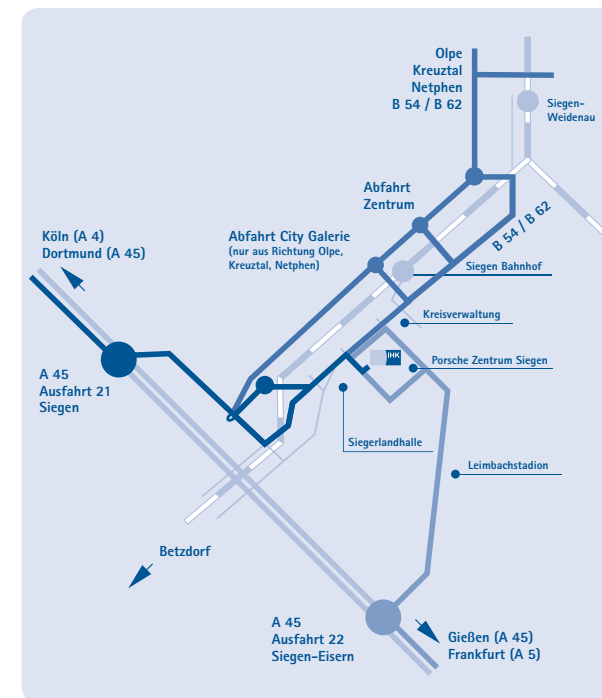 Olpe
Kreuztal
Netphen
B 54 / B 62
Siegen-
Weidenau
Abfahrt
Zentrum
B 54 / B 62
Köln (A 4)
Dortmund (A 45)
Abfahrt City Galerie
(nur aus Richtung Olpe,
Kreuztal, Netphen)
Siegen Bahnhof
Kreisverwaltung
IHK
Porsche Zentrum Siegen
A 45
Ausfahrt 21
Siegen
Siegerlandhalle
Leimbachstadion
Betzdorf
A 45
Ausfahrt 22
Siegen-Eisern
Gießen (A 45)
Frankfurt (A 5)